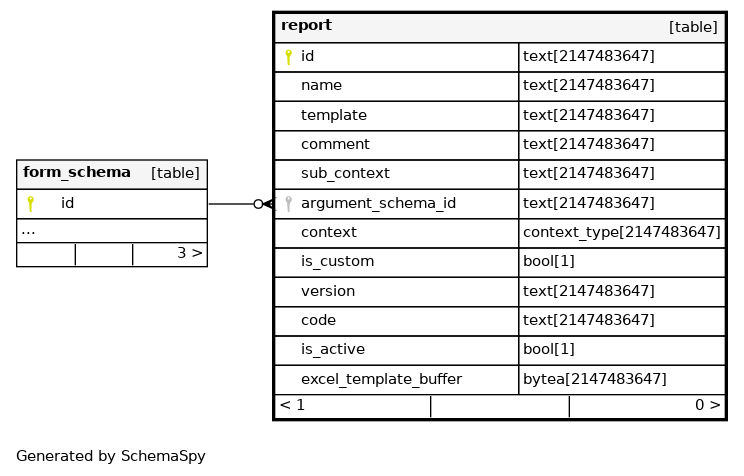 report [table]
id text[2147483647]
name text[2147483647]
template text[2147483647]
comment text[2147483647]
sub_context text[2147483647]
argument_schema_id text[2147483647]
context context_type[2147483647]
is_custom bool[1]
version text[2147483647]
code text[2147483647]
is_active bool[1]
excel_template_buffer bytea[2147483647]
< 1 0 >
form_schema [table]
id
...
3 >
Generated by SchemaSpy